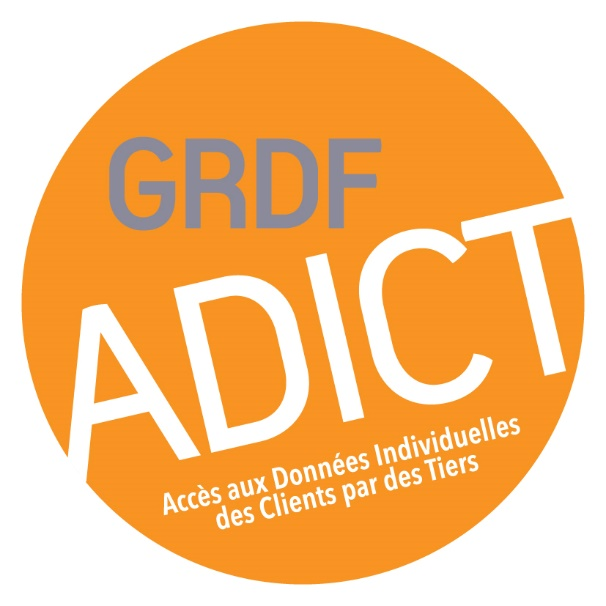 GRDF
ADICT
Accès aux Données Individuelles
des Clients par des Tiers